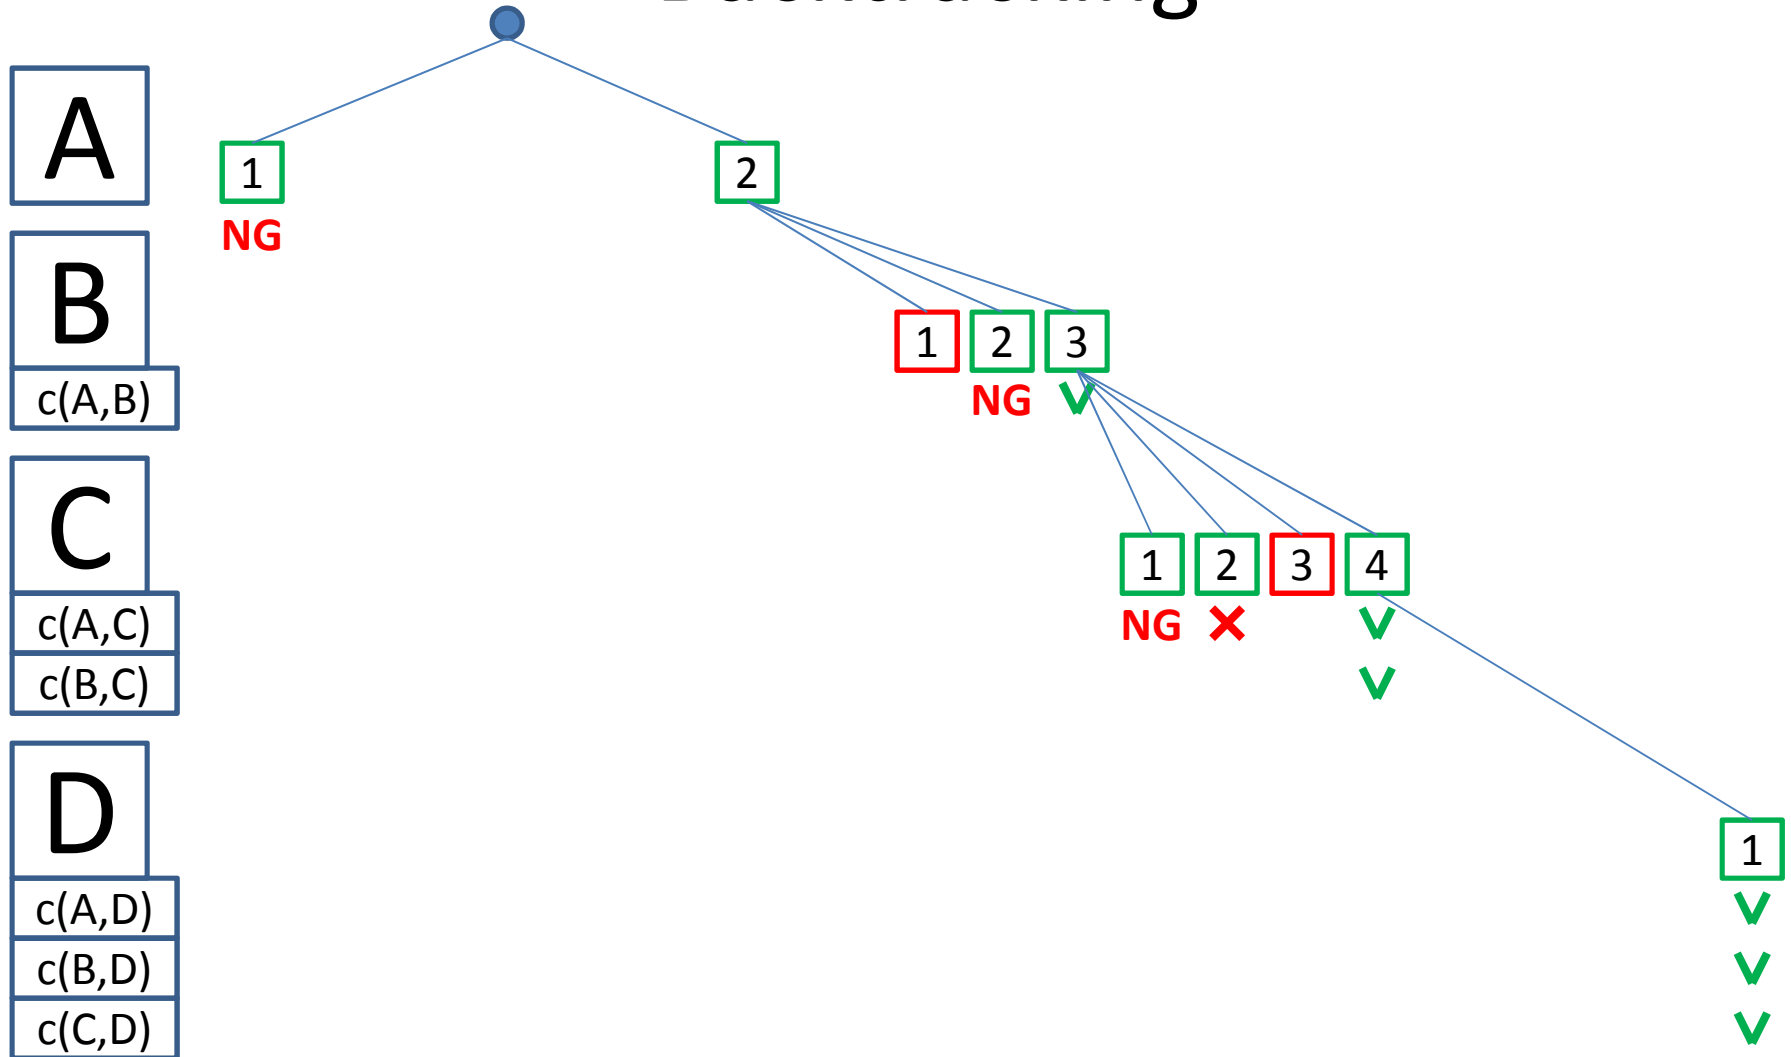 A
1
2
NG
B
1
2
3
c(A,B)
NG
V
C
1
2
3
4
c(A,C)
NG
V
c(B,C)
V
D
1
c(A,D)
V
c(B,D)
V
c(C,D)
V